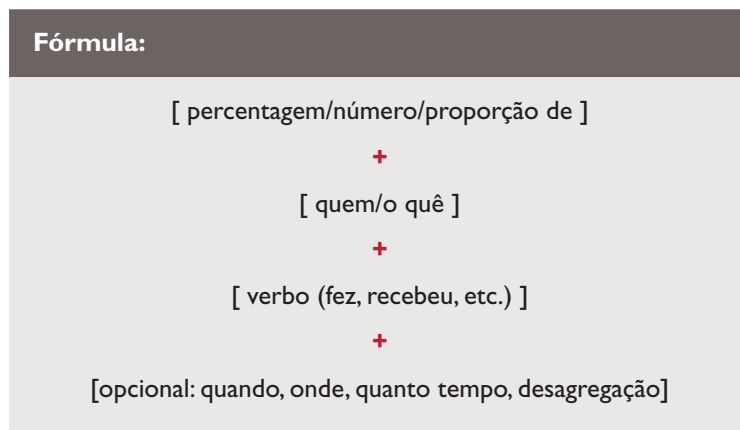 Fórmula:
[ percentagem/número/proporção de ]
+
[ quem/o quê ]
+
[ verbo (fez, recebeu, etc.) ]
+
[opcional: quando, onde, quanto tempo, desagregação]